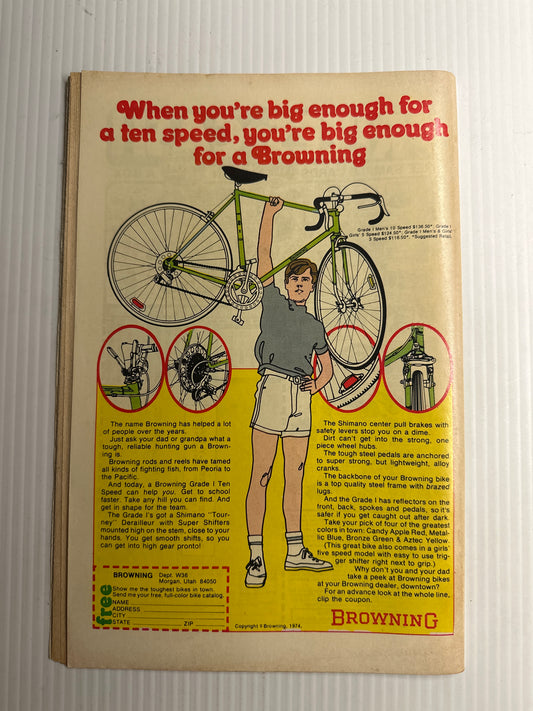 When you're big enough for
a ten speed, you're big enough
for a Browning
Grade I Men's 10 Speed $136.50*, Grade I
Girls' 5 Speed $124.50*, Grade I Men's & Girls'
3 Speed $116.50*. *Suggested Retail.
The name Browning has helped a lot
of people over the years.
Just ask your dad or grandpa what a
tough, reliable hunting gun a Brown-
ing is.
Browning rods and reels have tamed
all kinds of fighting fish, from Peoria to
the Pacific.
And today, a Browning Grade I Ten
Speed can help you. Get to school
faster. Take any hill you can find. And
get in shape for the team.
The Grade I's got a Shimano "Tour-
ney" Derailleur with Super Shifters
mounted high on the stem, close to your
hands. You get smooth shifts, so you
can get into high gear pronto!
The Shimano center pull brakes with
safety levers stop you on a dime.
Dirt can't get into the strong, one
piece wheel hubs.
The tough steel pedals are anchored
to super strong, but lightweight, alloy
cranks.
The backbone of your Browning bike
is a top quality steel frame with brazed
lugs.
And the Grade I has reflectors on the
front, back, spokes and pedals, so it's
safer if you get caught out after dark.
Take your pick of four of the greatest
colors in town: Candy Apple Red, Metal-
lic Blue, Bronze Green & Aztec Yellow.
(This great bike also comes in a girls'
five speed model with easy to use trig-
ger shifter right next to grip.)
Why don't you and your dad
take a peek at Browning bikes
at your Browning dealer, downtown?
For an advance look at the whole line,
clip the coupon.
free
BROWNING Dept. W36
Morgan, Utah 84050
Show me the toughest bikes in town.
Send me your free, full-color bike catalog.
NAME
ADDRESS
CITY
STATE ZIP
Copyright © Browning, 1974.
BROWNING